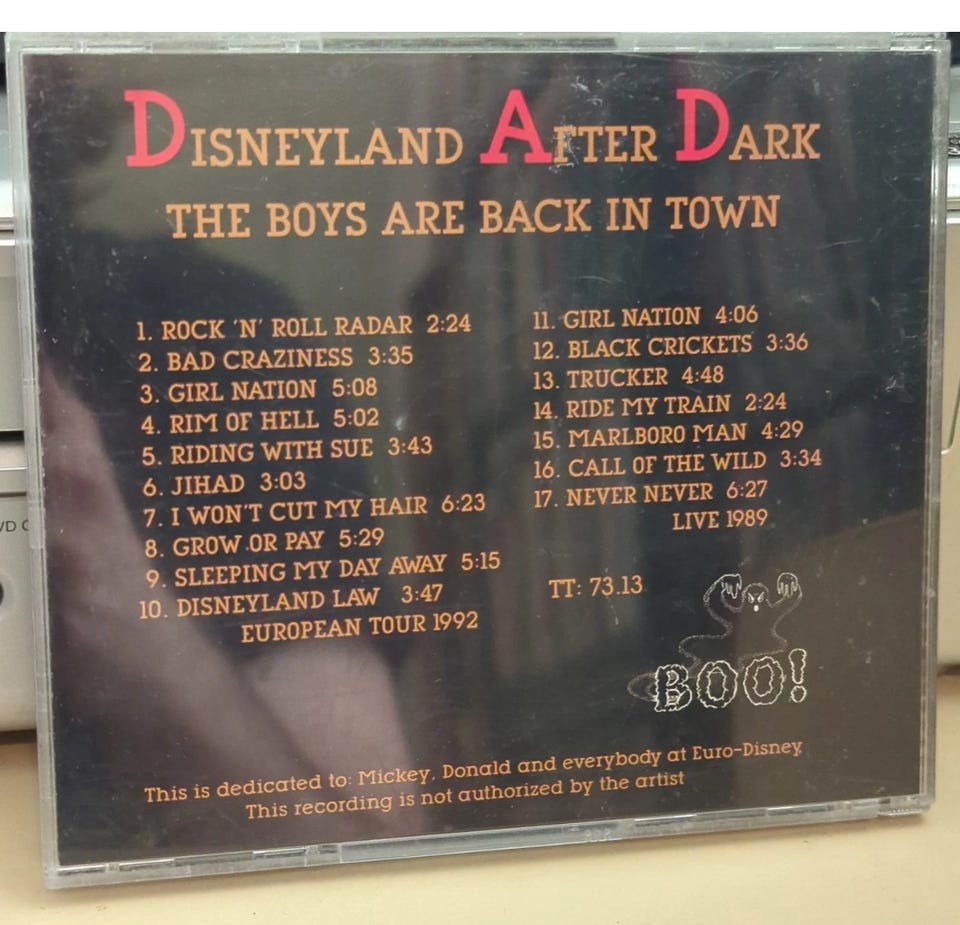 DISNEYLAND AFTER DARK
THE BOYS ARE BACK IN TOWN
1. ROCK 'N' ROLL RADAR 2:24
2. BAD CRAZINESS 3:35
3. GIRL NATION 5:08
4. RIM OF HELL 5:02
5. RIDING WITH SUE 3:43
6. JIHAD 3:03
7. I WON'T CUT MY HAIR 6:23
8. GROW OR PAY 5:29
9. SLEEPING MY DAY AWAY 5:15
10. DISNEYLAND LAW 3:47
EUROPEAN TOUR 1992
11. GIRL NATION 4:06
12. BLACK CRICKETS 3:36
13. TRUCKER 4:48
14. RIDE MY TRAIN 2:24
15. MARLBORO MAN 4:29
16. CALL OF THE WILD 3:34
17. NEVER NEVER 6:27
LIVE 1989
TT: 73.13
BOO!
This is dedicated to: Mickey, Donald and everybody at Euro-Disney
This recording is not authorized by the artist